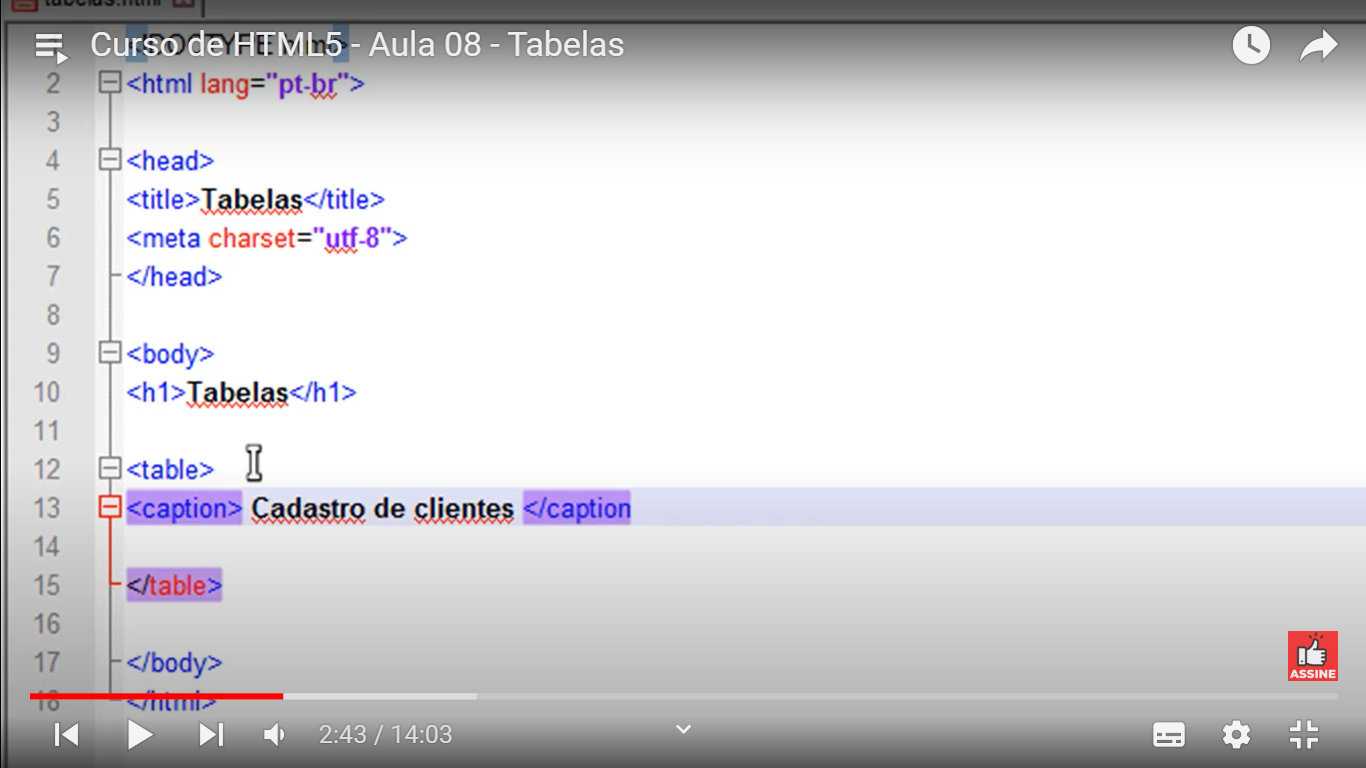 tabelas.html
Curso de HTML5 - Aula 08 - Tabelas
2 <html lang="pt-br">
3
4 <head>
5 <title>Tabelas</title>
6 <meta charset="utf-8">
7 </head>
8
9 <body>
10 <h1>Tabelas</h1>
11
12 <table>
13 <caption> Cadastro de clientes </caption
14
15 </table>
16
17 </body>
18 </html>
ASSINE
2:43 / 14:03